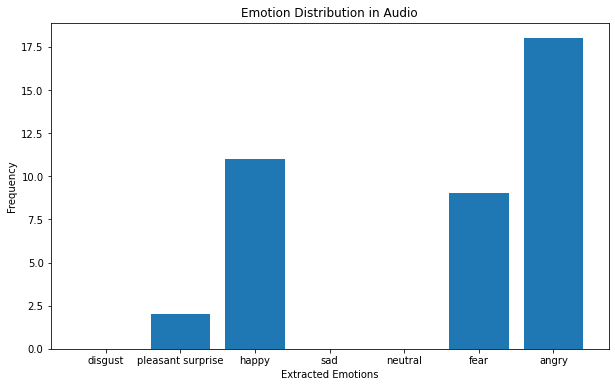 Emotion Distribution in Audio
Frequency
17.5
15.0
12.5
10.0
7.5
5.0
2.5
0.0
disgust pleasant surprise happy sad neutral fear angry
Extracted Emotions